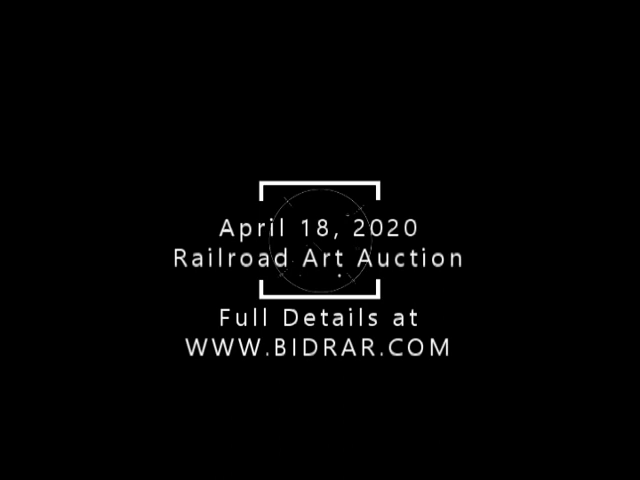 April 18, 2020
Railroad Art Auction
Full Details at
WWW.BIDRAR.COM